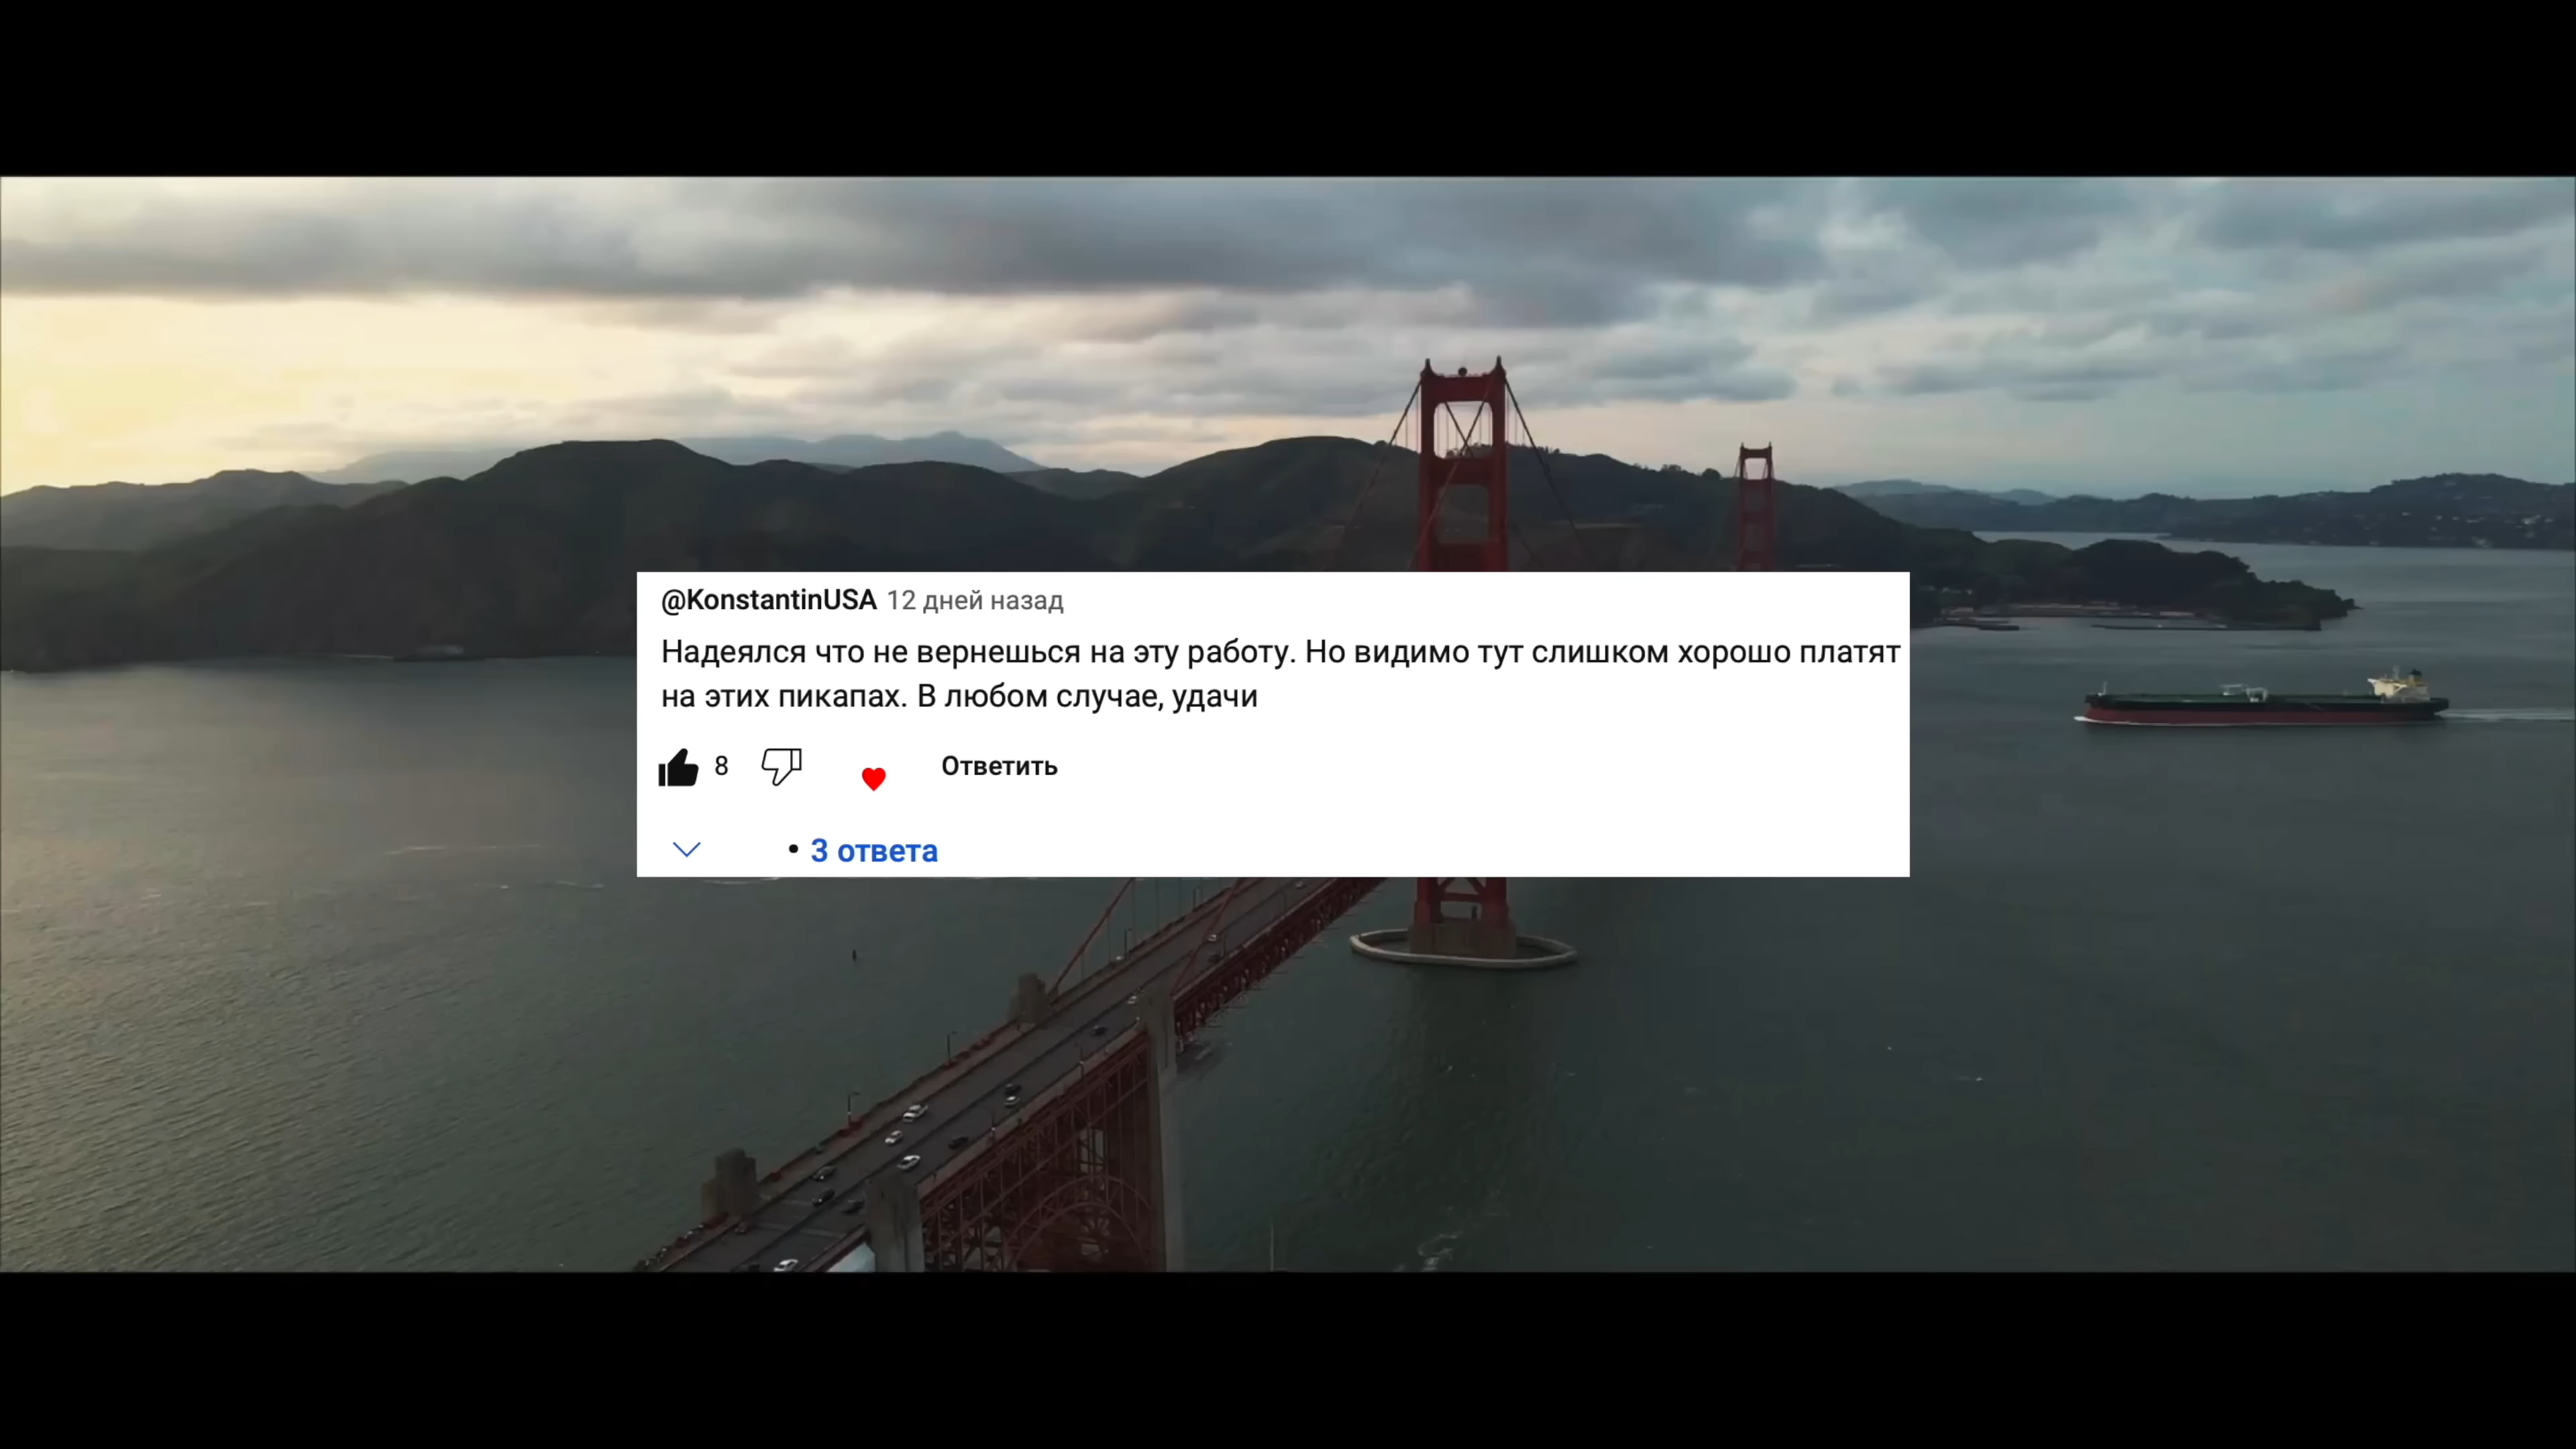 @KonstantinUSA 12 дней назад
Надеялся что не вернешься на эту работу. Но видимо тут слишком хорошо платят
на этих пикапах. В любом случае, удачи
8 Ответить
• 3 ответа